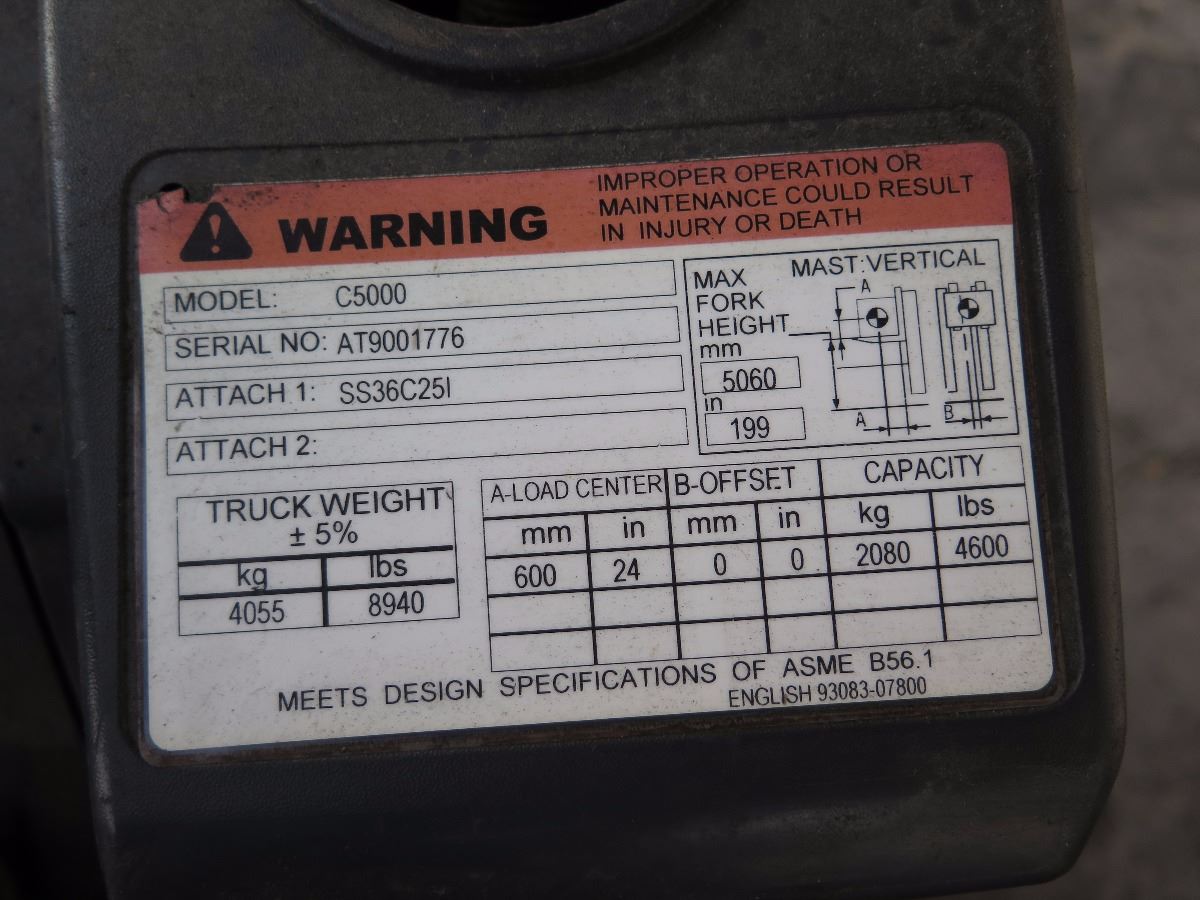 WARNING
IMPROPER OPERATION OR
MAINTENANCE COULD RESULT
IN INJURY OR DEATH
MODEL: C5000
SERIAL NO: AT9001776
ATTACH 1: SS36C25I
ATTACH 2:
MAST:VERTICAL
MAX
FORK
HEIGHT
mm
5060
in
199
A
A
B
TRUCK WEIGHT
± 5%
kg lbs
4055 8940
A-LOAD CENTER B-OFFSET CAPACITY
mm in mm in kg lbs
600 24 0 0 2080 4600
MEETS DESIGN SPECIFICATIONS OF ASME B56.1
ENGLISH 93083-07800